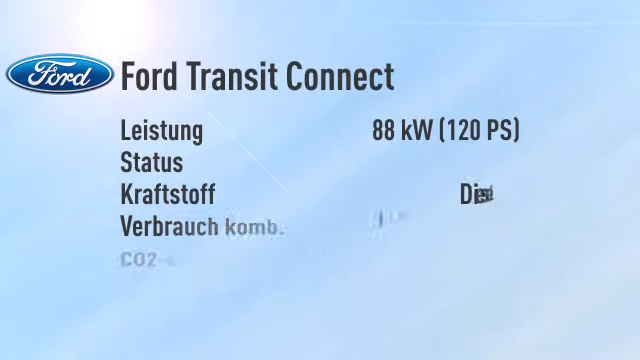 Ford
Ford Transit Connect
Leistung 88 kW (120 PS)
Status
Kraftstoff
Verbrauch komb.
CO2-